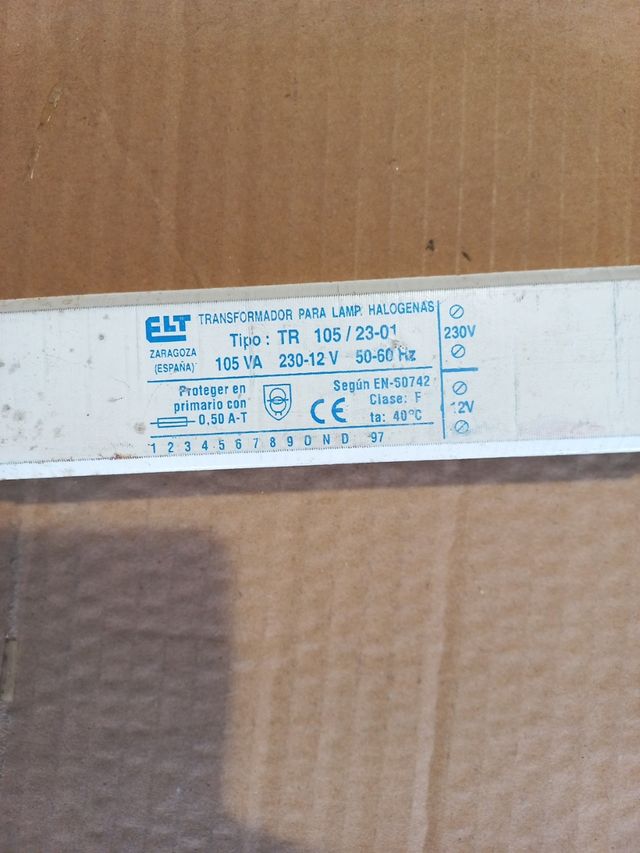 ELT
ZARAGOZA
(ESPAÑA)
TRANSFORMADOR PARA LAMP. HALOGENAS
Tipo : TR 105 / 23-01
105 VA 230-12 V 50-60 Hz
Proteger en
primario con
0,50 A-T
CE
Según EN-50742
Clase: F
ta: 40°C
1 2 3 4 5 6 7 8 9 O N D 97
230V
12V